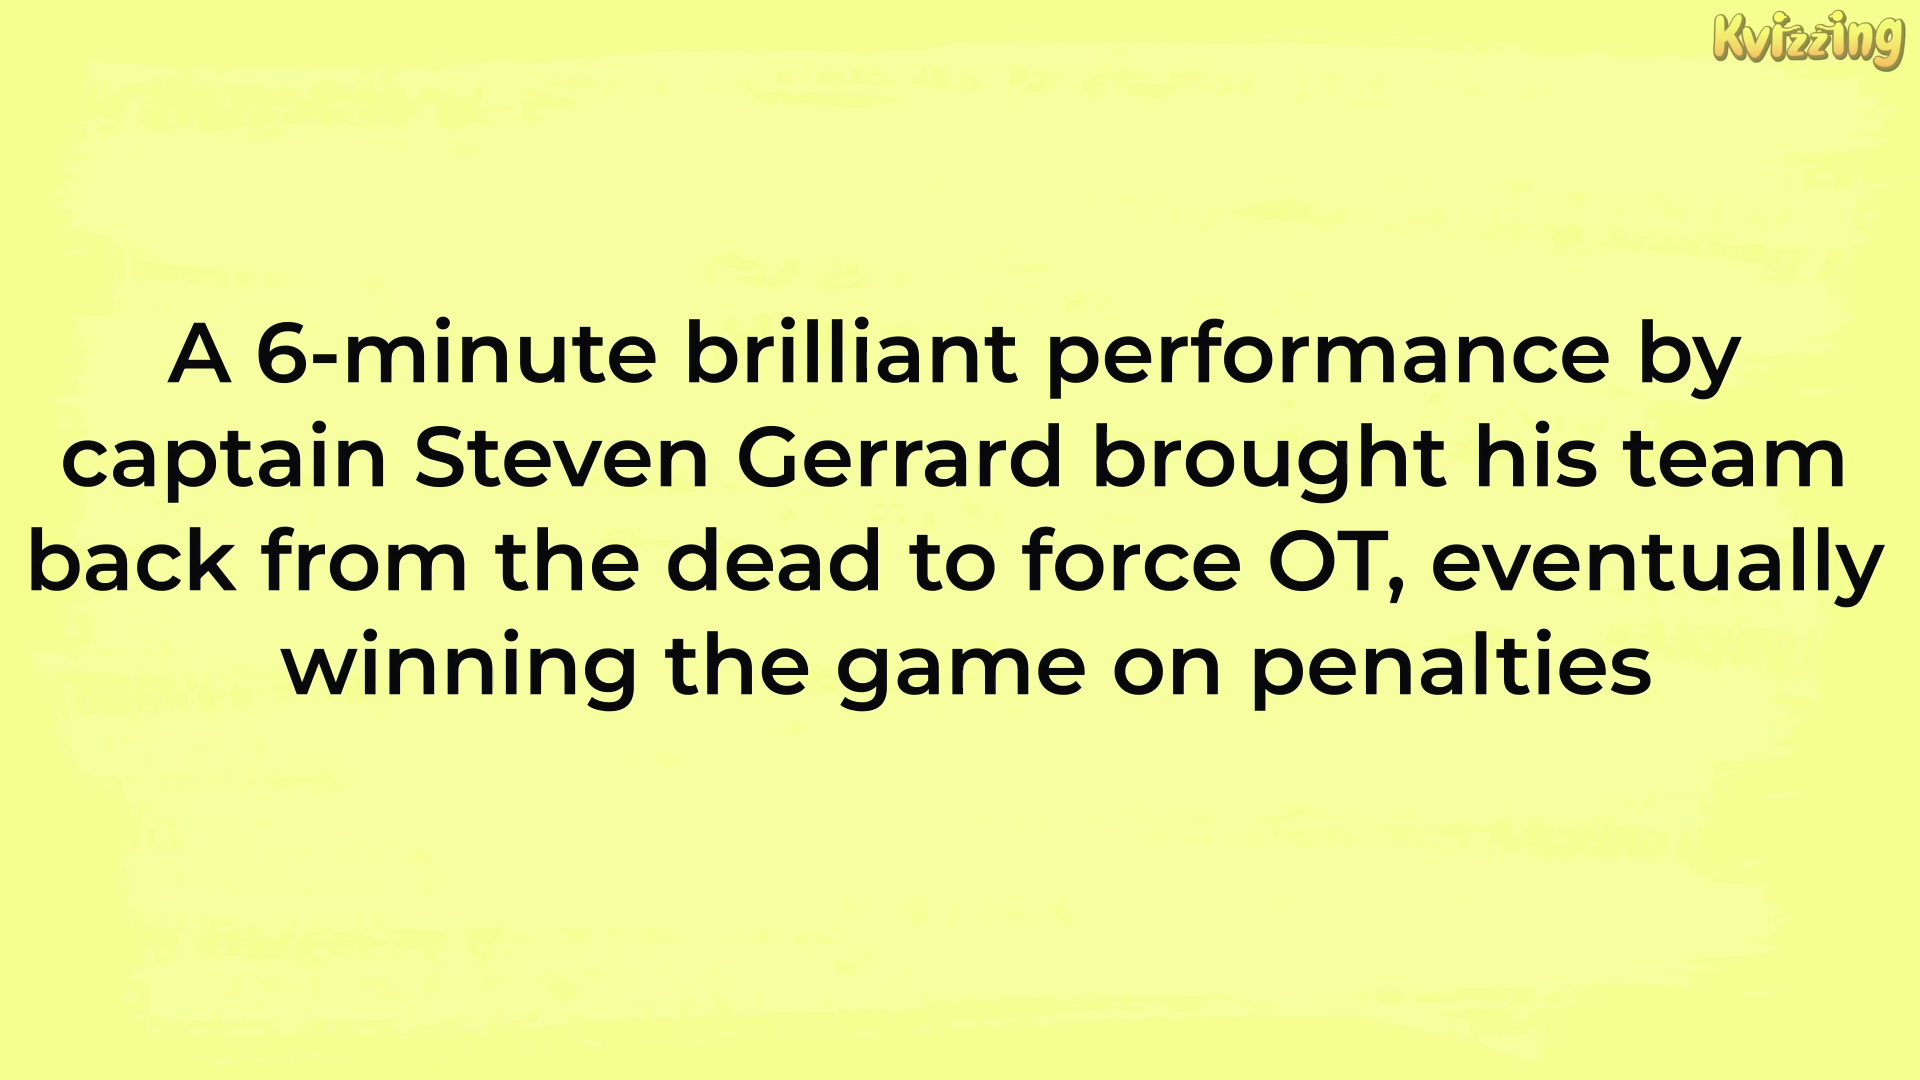 Kvizzing
A 6-minute brilliant performance by
captain Steven Gerrard brought his team
back from the dead to force OT, eventually
winning the game on penalties